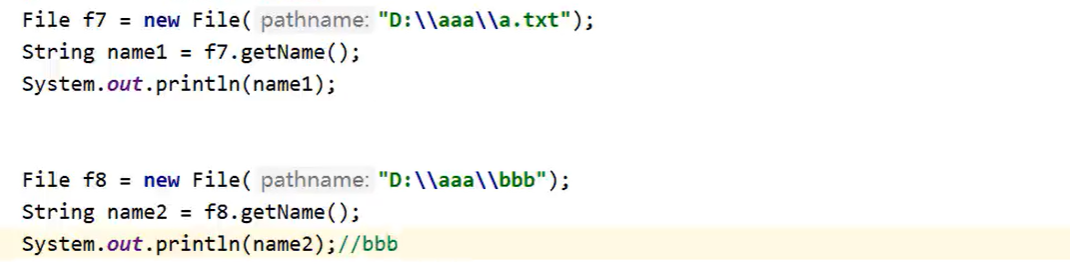 File f7 = new File( pathname: "D:\\aaa\\a.txt");
String name1 = f7.getName();
System.out.println(name1);
File f8 = new File( pathname: "D:\\aaa\\bbb");
String name2 = f8.getName();
System.out.println(name2);//bbb